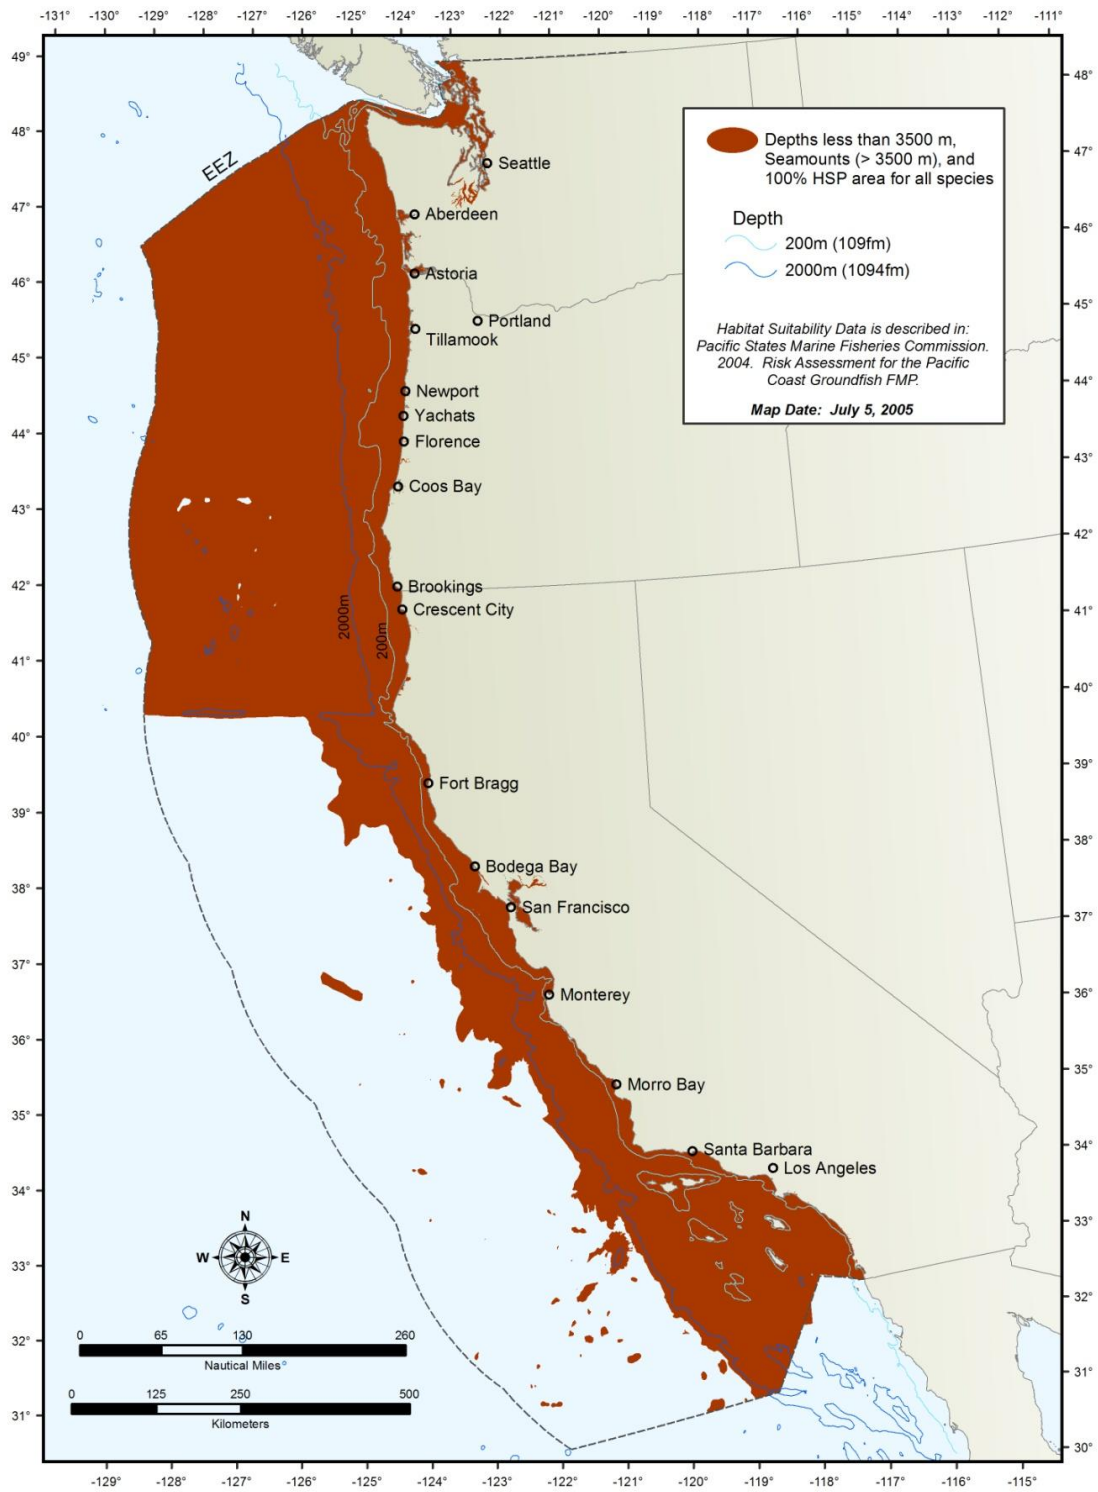 -131° -130° -129° -128° -127° -126° -125° -124° -123° -122° -121° -120° -119° -118° -117° -116° -115° -114° -113° -112° -111°
49°
48°
47°
46°
45°
44°
43°
42°
41°
40°
39°
38°
37°
36°
35°
34°
33°
32°
31°
EEZ
Seattle
Aberdeen
Astoria
Portland
Tillamook
Newport
Yachats
Florence
Coos Bay
Brookings
Crescent City
2000m
200m
Fort Bragg
Bodega Bay
San Francisco
Monterey
Morro Bay
Santa Barbara
Los Angeles
Depths less than 3500 m,
Seamounts (> 3500 m), and
100% HSP area for all species
Depth
200m (109fm)
2000m (1094fm)
Habitat Suitability Data is described in:
Pacific States Marine Fisheries Commission.
2004. Risk Assessment for the Pacific
Coast Groundfish FMP.
Map Date: July 5, 2005
48°
47°
46°
45°
44°
43°
42°
41°
40°
39°
38°
37°
36°
35°
34°
33°
32°
31°
30°
N
W E
S
0 65 130 260
Nautical Miles
0 125 250 500
Kilometers
-129° -128° -127° -126° -125° -124° -123° -122° -121° -120° -119° -118° -117° -116° -115°